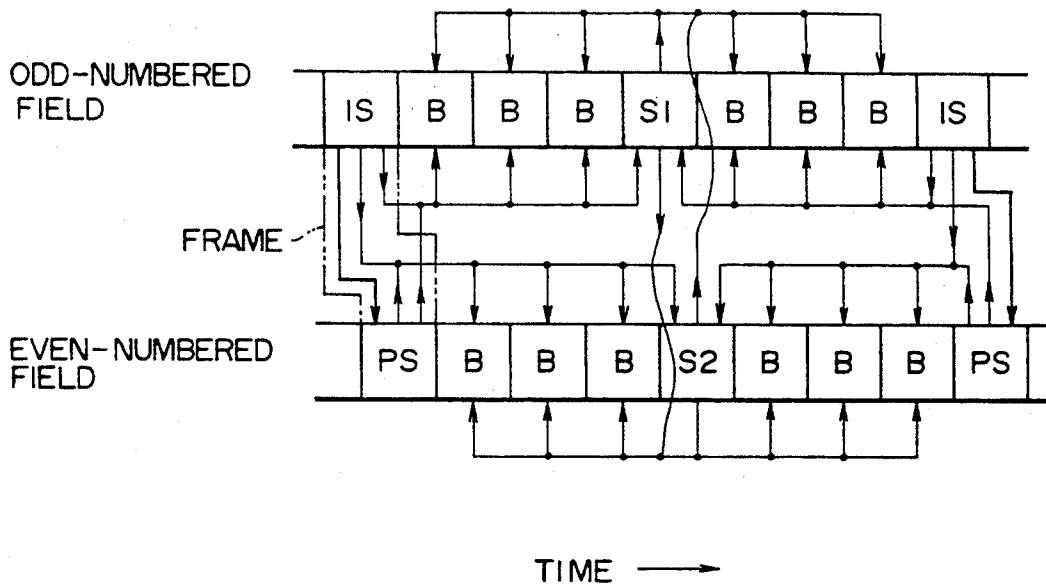 ODD-NUMBERED
FIELD
IS B B B S1 B B B IS
FRAME
EVEN-NUMBERED
FIELD
PS B B B S2 B B B PS
TIME